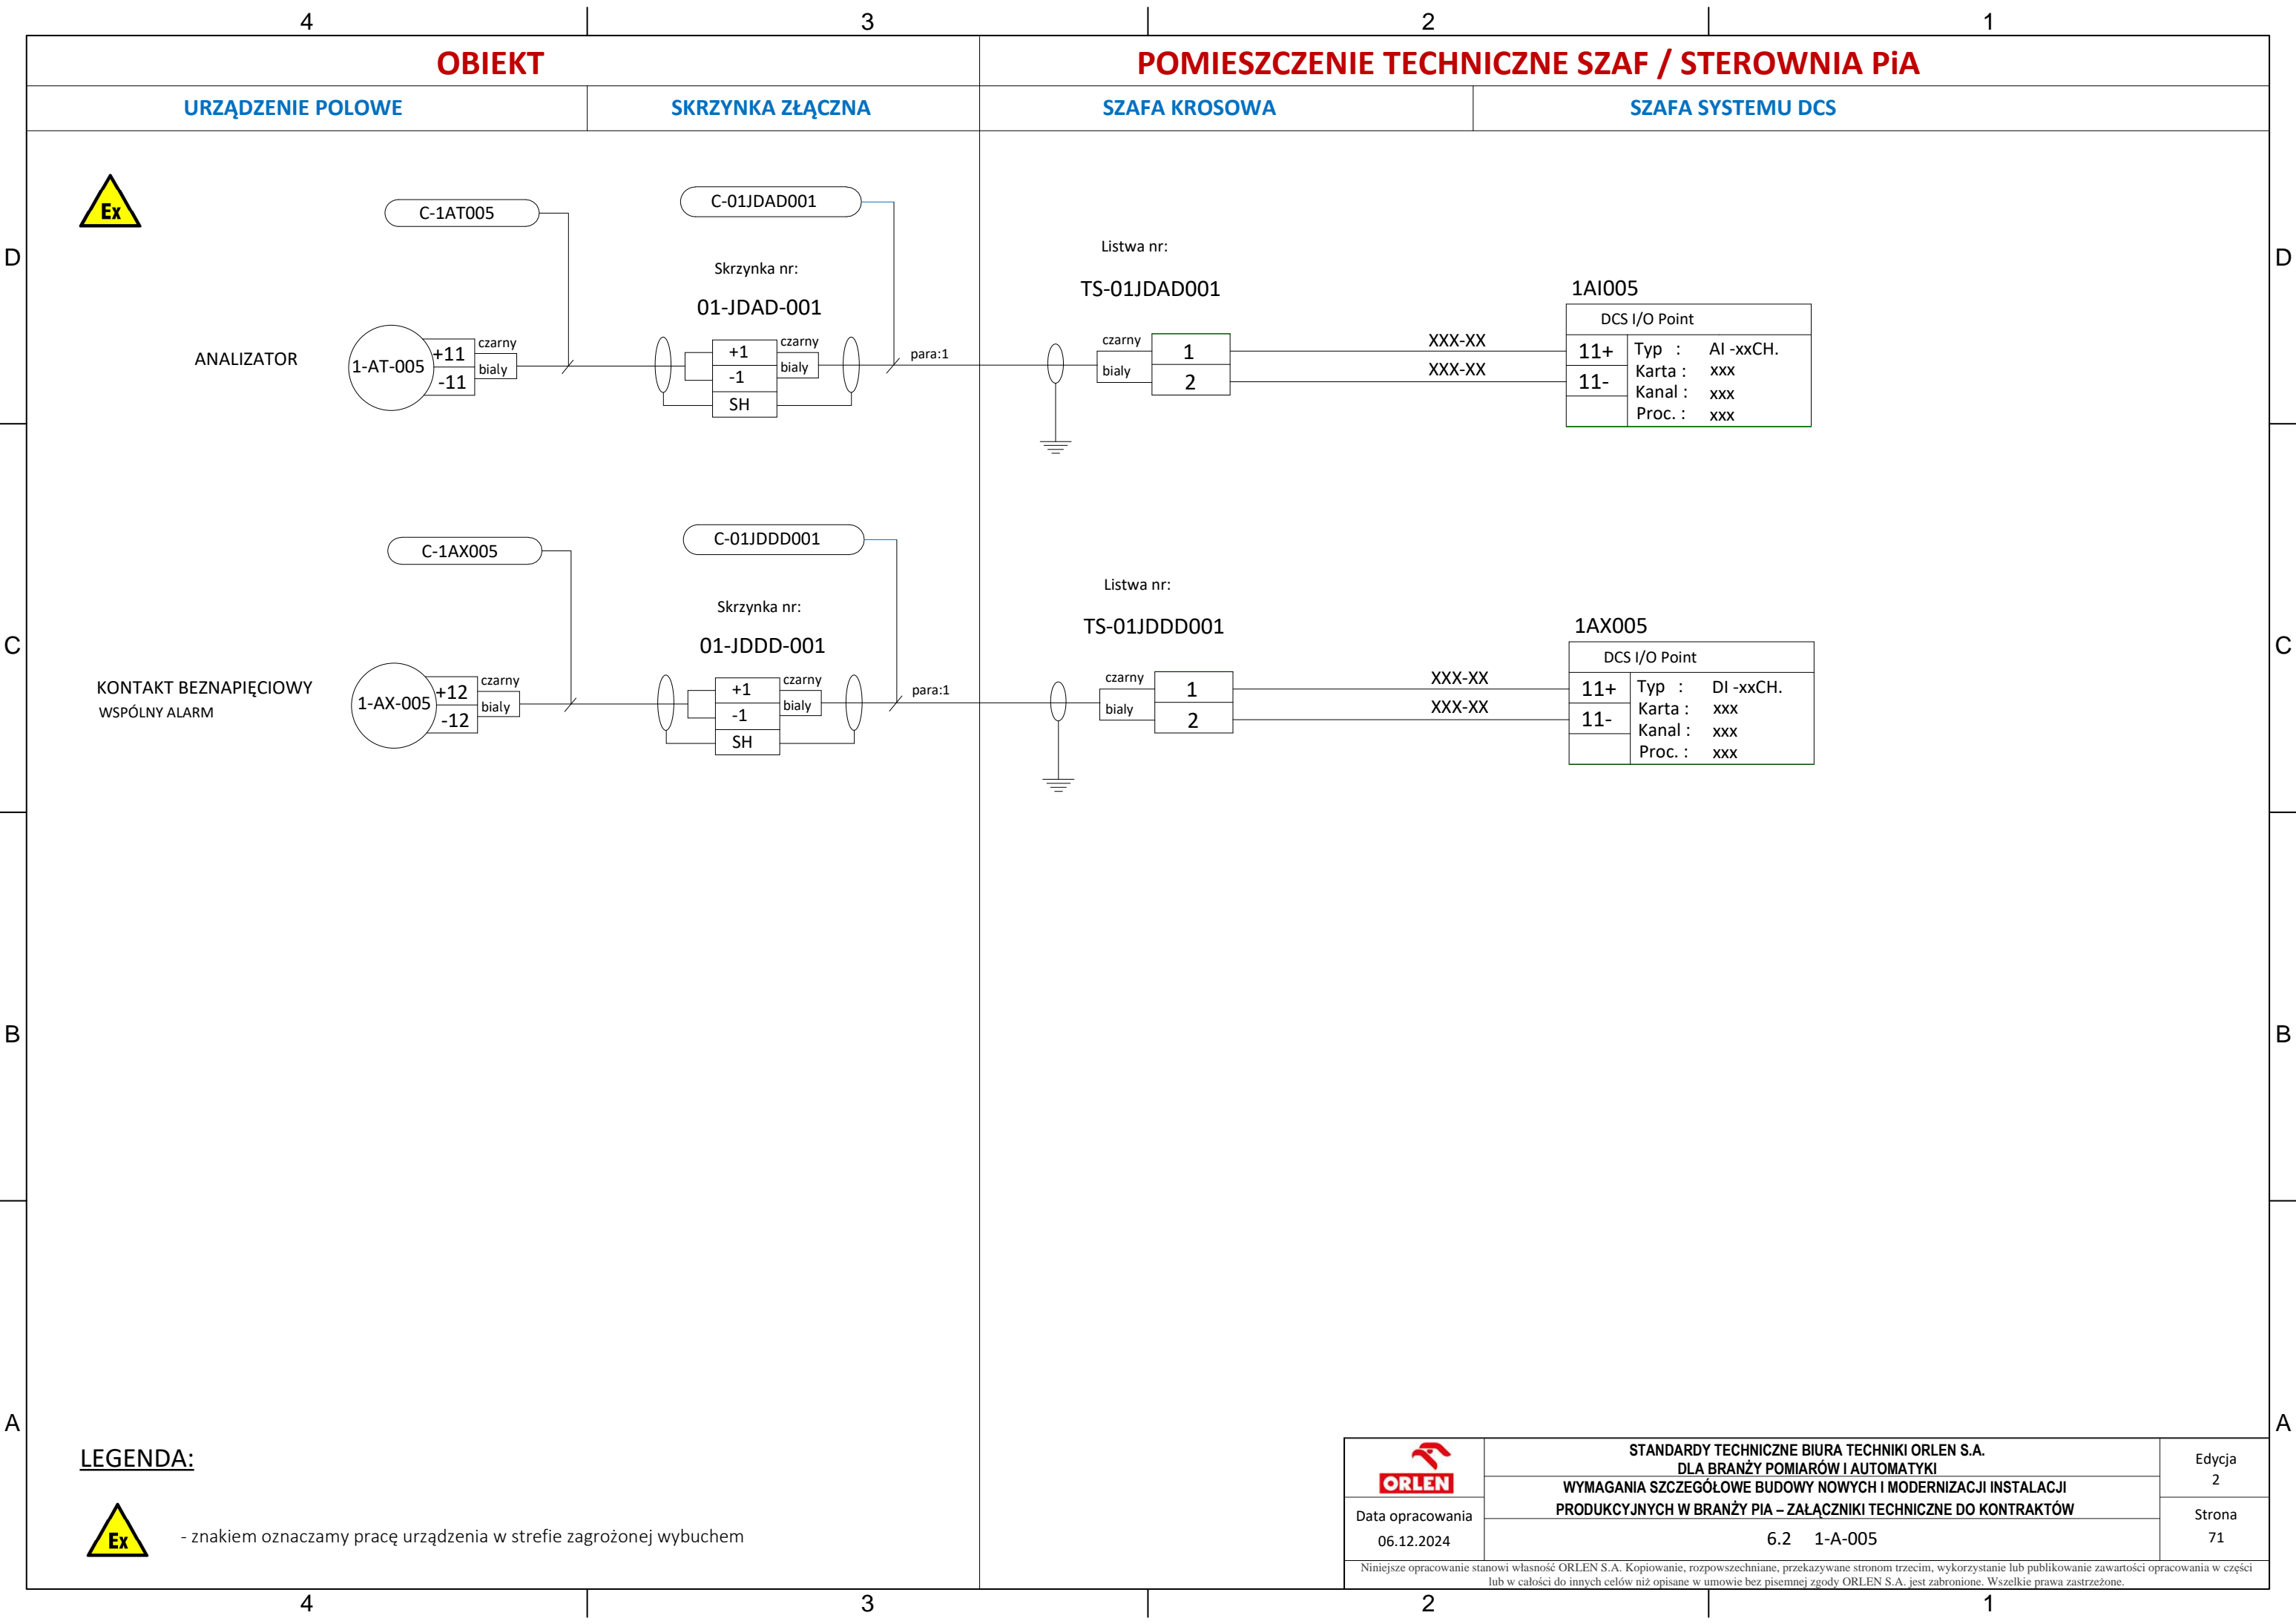 4 3 2 1
OBIEKT
POMIESZCZENIE TECHNICZNE SZAF / STEROWNIA PiA
URZĄDZENIE POLOWE
SKRZYNKA ZŁĄCZNA
SZAFA KROSOWA
SZAFA SYSTEMU DCS
D
D
Ex
C-1AT005
C-01JDAD001
Skrzynka nr:
01-JDAD-001
Listwa nr:
TS-01JDAD001
1AI005
ANALIZATOR
1-AT-005
+11
-11
czarny
bialy
+1
-1
SH
czarny
bialy
para:1
czarny
bialy
1
2
XXX-XX
XXX-XX
DCS I/O Point
11+
11-
Typ : AI -xxCH.
Karta : xxx
Kanal : xxx
Proc. : xxx
C
C
C-1AX005
C-01JDDD001
Skrzynka nr:
01-JDDD-001
Listwa nr:
TS-01JDDD001
1AX005
KONTAKT BEZNAPIĘCIOWY
WSPÓLNY ALARM
1-AX-005
+12
-12
czarny
bialy
+1
-1
SH
czarny
bialy
para:1
czarny
bialy
1
2
XXX-XX
XXX-XX
DCS I/O Point
11+
11-
Typ : DI -xxCH.
Karta : xxx
Kanal : xxx
Proc. : xxx
B
B
A
A
LEGENDA:
Ex
- znakiem oznaczamy pracę urządzenia w strefie zagrożonej wybuchem
ORLEN
Data opracowania
06.12.2024
STANDARDY TECHNICZNE BIURA TECHNIKI ORLEN S.A.
DLA BRANŻY POMIARÓW I AUTOMATYKI
WYMAGANIA SZCZEGÓŁOWE BUDOWY NOWYCH I MODERNIZACJI INSTALACJI
PRODUKCYJNYCH W BRANŻY PIA – ZAŁĄCZNIKI TECHNICZNE DO KONTRAKTÓW
6.2 1-A-005
Edycja
2
Strona
71
Niniejsze opracowanie stanowi własność ORLEN S.A. Kopiowanie, rozpowszechniane, przekazywane stronom trzecim, wykorzystanie lub publikowanie zawartości opracowania w części
lub w całości do innych celów niż opisane w umowie bez pisemnej zgody ORLEN S.A. jest zabronione. Wszelkie prawa zastrzeżone.
4 3 2 1